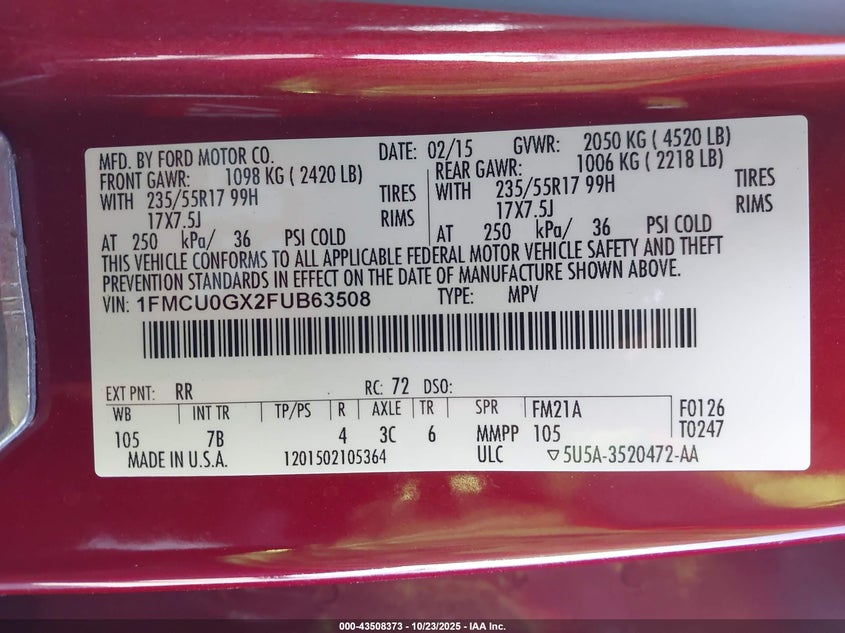 MFD. BY FORD MOTOR CO. DATE: 02/15 GVWR: 2050 KG ( 4520 LB)
FRONT GAWR: 1098 KG ( 2420 LB) REAR GAWR: 1006 KG ( 2218 LB)
WITH 235/55R17 99H TIRES WITH 235/55R17 99H TIRES
17X7.5J RIMS 17X7.5J RIMS
AT 250 kPa/ 36 PSI COLD AT 250 kPa/ 36 PSI COLD
THIS VEHICLE CONFORMS TO ALL APPLICABLE FEDERAL MOTOR VEHICLE SAFETY AND THEFT
PREVENTION STANDARDS IN EFFECT ON THE DATE OF MANUFACTURE SHOWN ABOVE.
VIN: 1FMCU0GX2FUB63508 TYPE: MPV
EXT PNT: RR RC: 72 DSO:
WB INT TR TP/PS R AXLE TR SPR FM21A F0126
105 7B 4 3C 6 MMPP 105 T0247
MADE IN U.S.A. 1201502105364 ULC ▽5U5A-3520472-AA
000-43508373 - 10/23/2025 - IAA Inc.